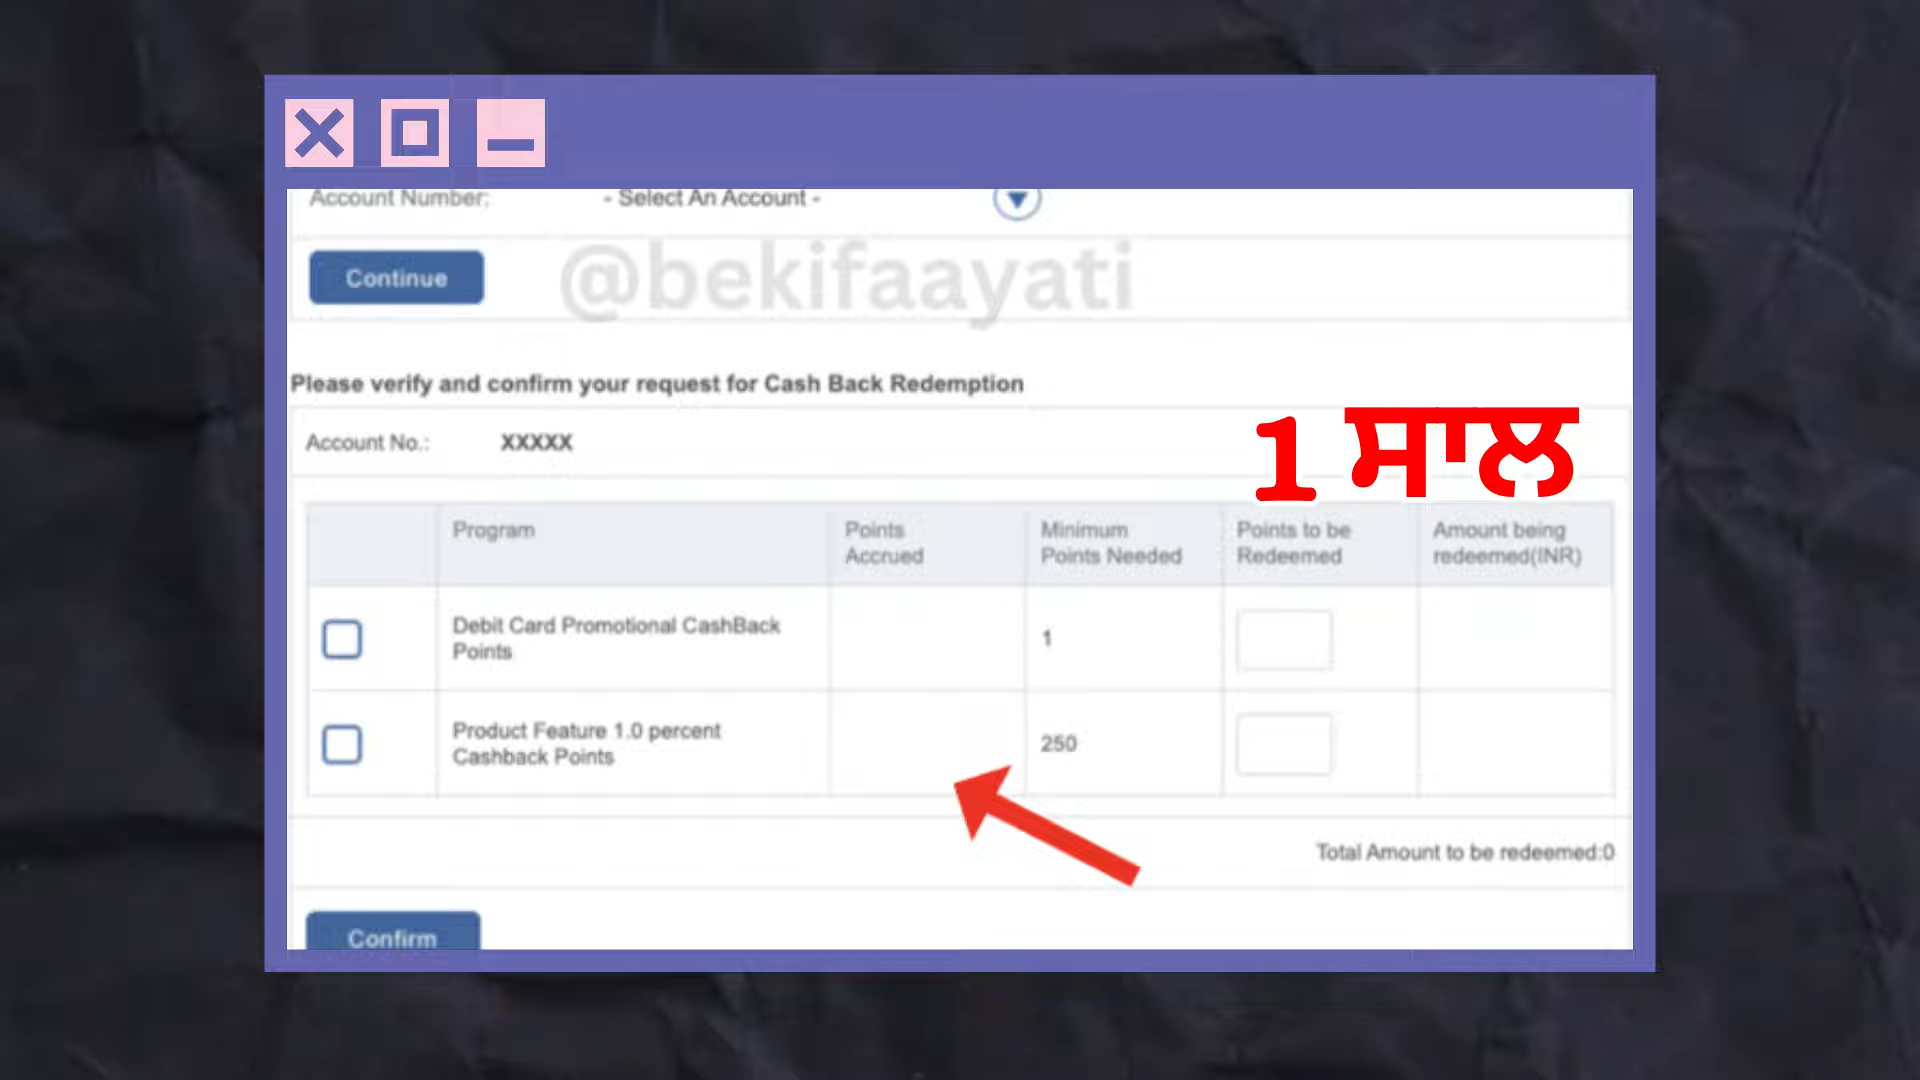 Account Number:
- Select An Account -
Continue
@bekifaayati
Please verify and confirm your request for Cash Back Redemption
Account No.: XXXXX
1 ਸਾਲ
Program
Points Accrued
Minimum Points Needed
Points to be Redeemed
Amount being redeemed(INR)
Debit Card Promotional CashBack
Points
1
Product Feature 1.0 percent
Cashback Points
250
Total Amount to be redeemed:0
Confirm